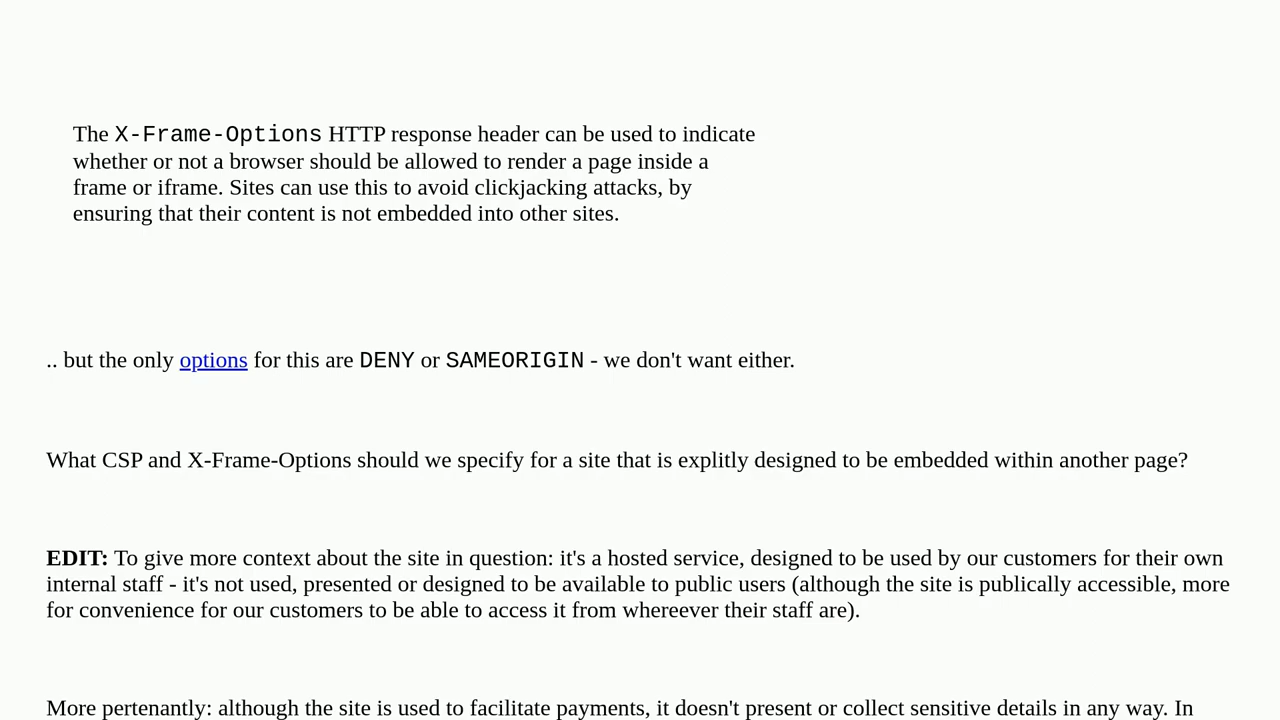 The X-Frame-Options HTTP response header can be used to indicate
whether or not a browser should be allowed to render a page inside a
frame or iframe. Sites can use this to avoid clickjacking attacks, by
ensuring that their content is not embedded into other sites.
.. but the only options for this are DENY or SAMEORIGIN - we don't want either.
What CSP and X-Frame-Options should we specify for a site that is explitly designed to be embedded within another page?
EDIT: To give more context about the site in question: it's a hosted service, designed to be used by our customers for their own
internal staff - it's not used, presented or designed to be available to public users (although the site is publically accessible, more
for convenience for our customers to be able to access it from whereever their staff are).
More pertenantly: although the site is used to facilitate payments, it doesn't present or collect sensitive details in any way. In